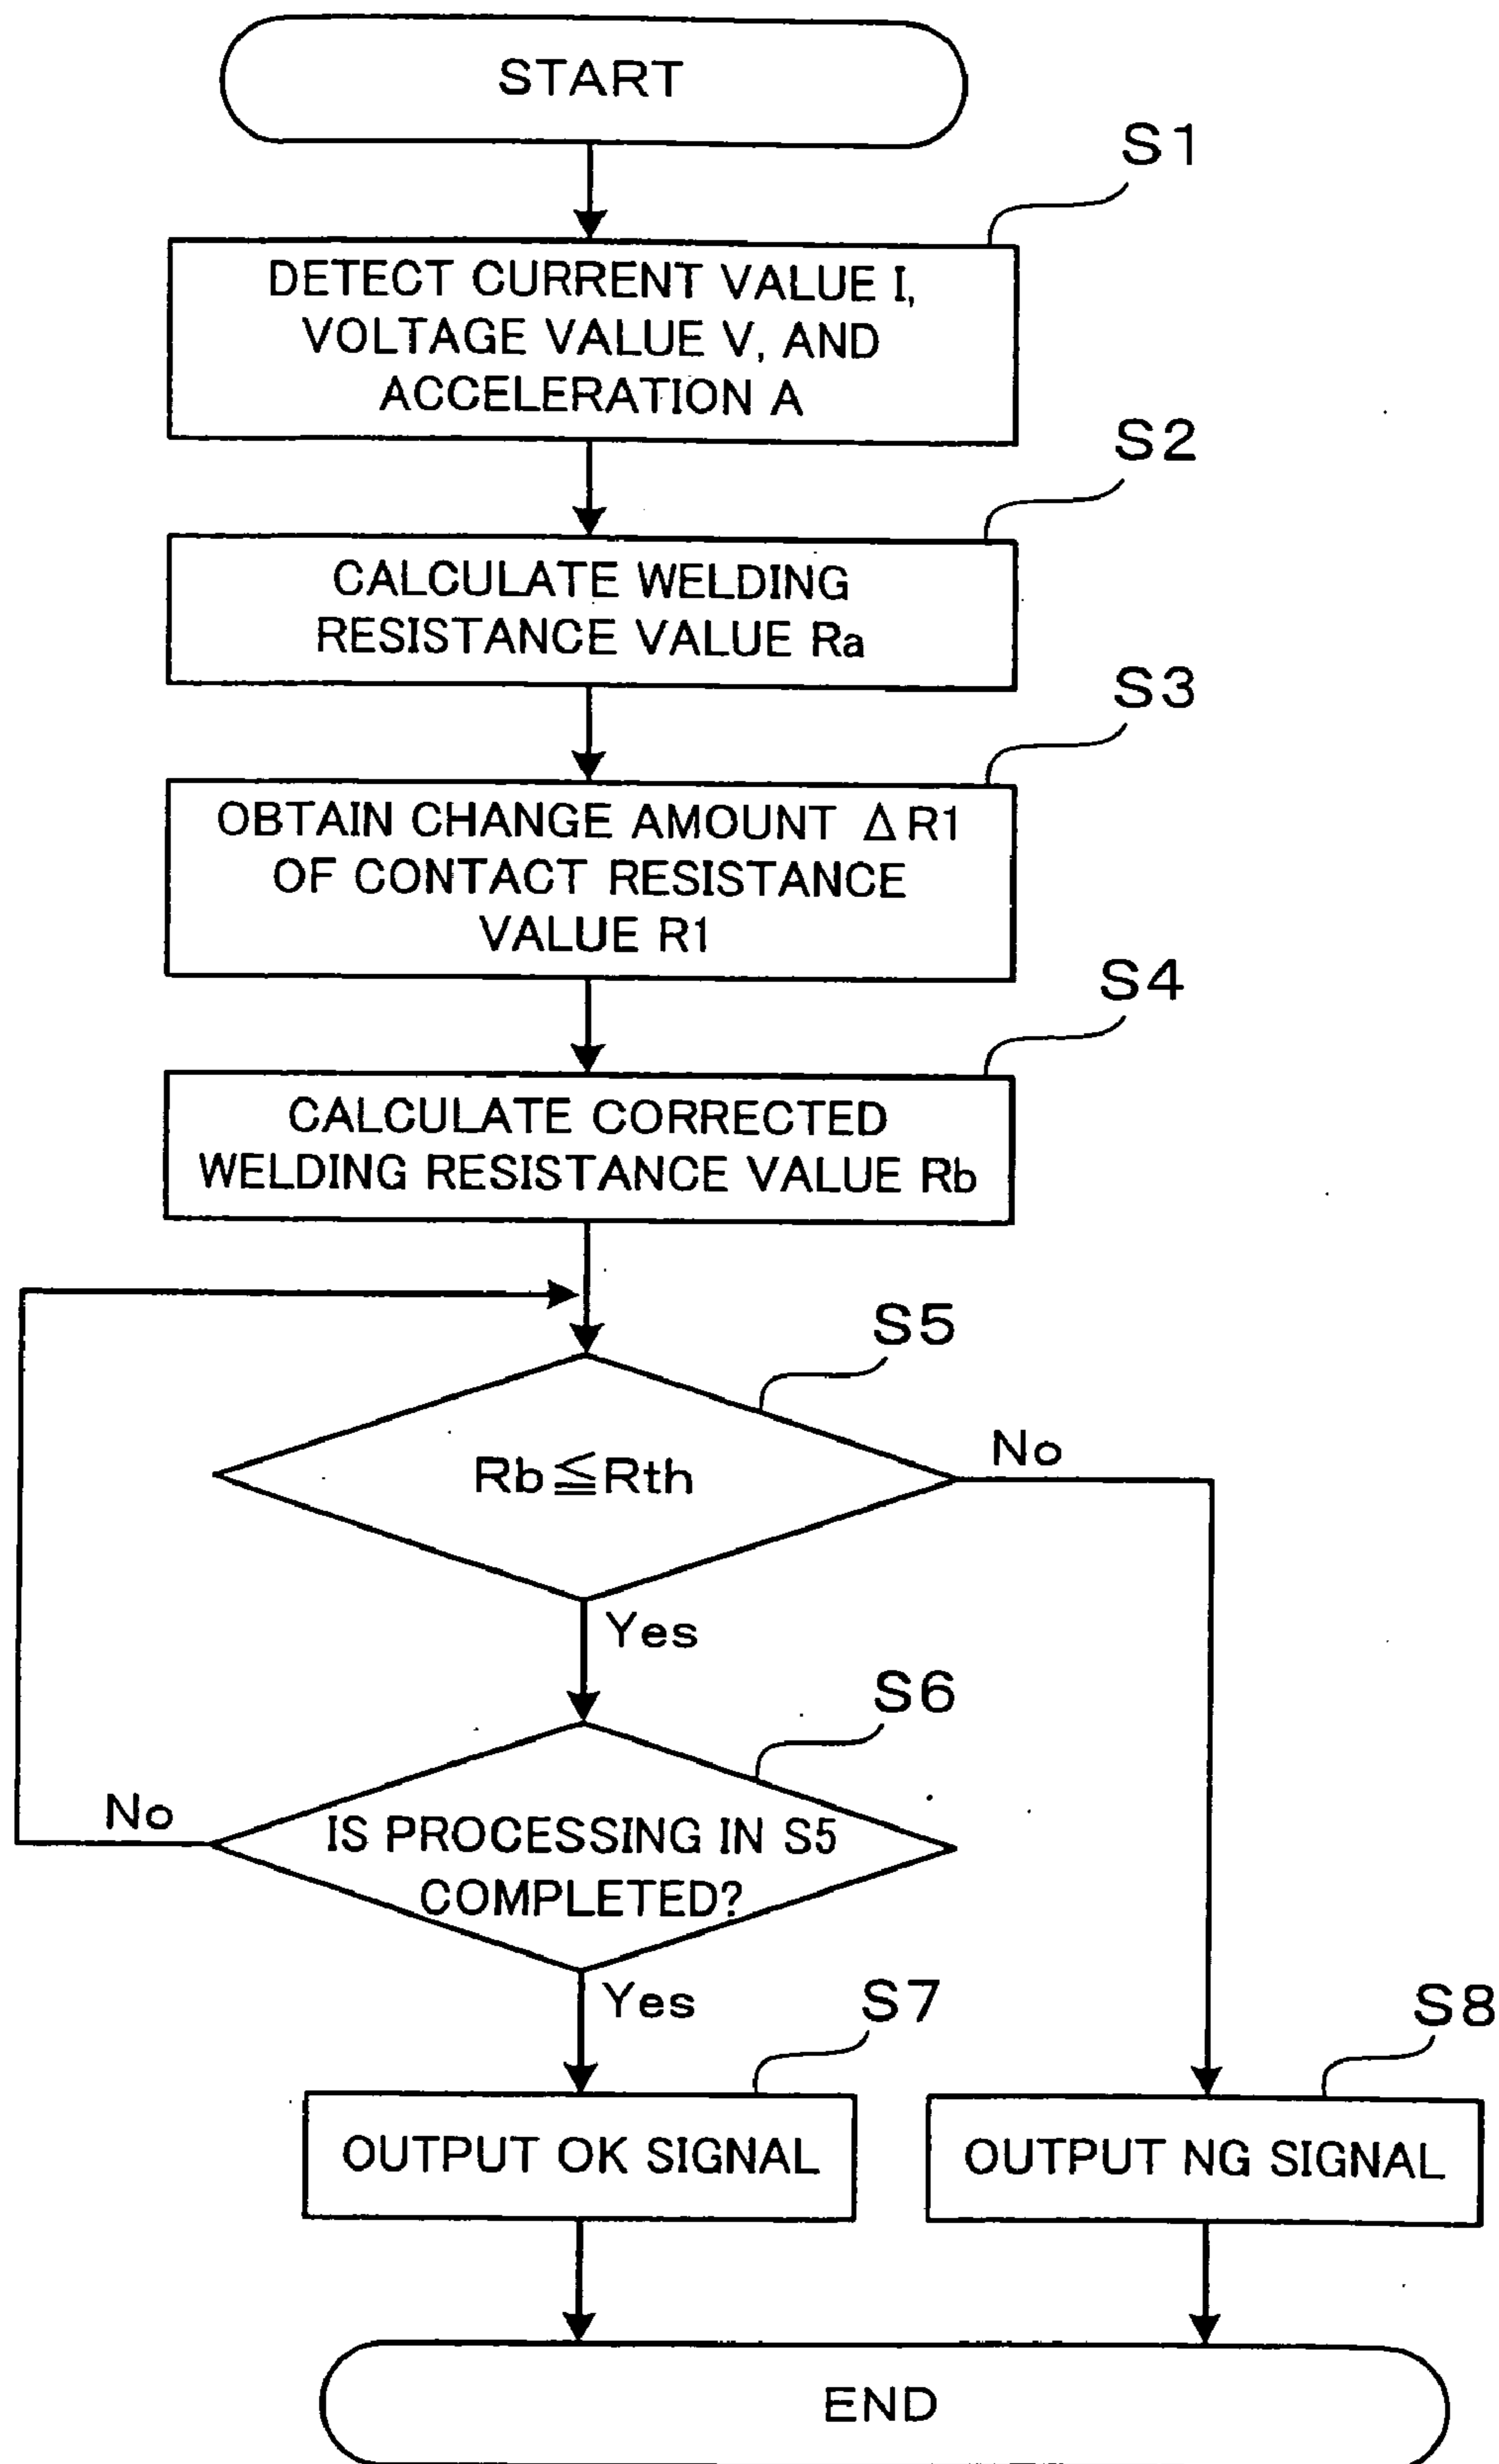 START
S1
DETECT CURRENT VALUE I,
VOLTAGE VALUE V, AND
ACCELERATION A
S2
CALCULATE WELDING
RESISTANCE VALUE Ra
S3
OBTAIN CHANGE AMOUNT Δ R1
OF CONTACT RESISTANCE
VALUE R1
S4
CALCULATE CORRECTED
WELDING RESISTANCE VALUE Rb
S5
Rb≦Rth
No
Yes
S6
No
IS PROCESSING IN S5
COMPLETED?
Yes
S7
S8
OUTPUT OK SIGNAL
OUTPUT NG SIGNAL
END